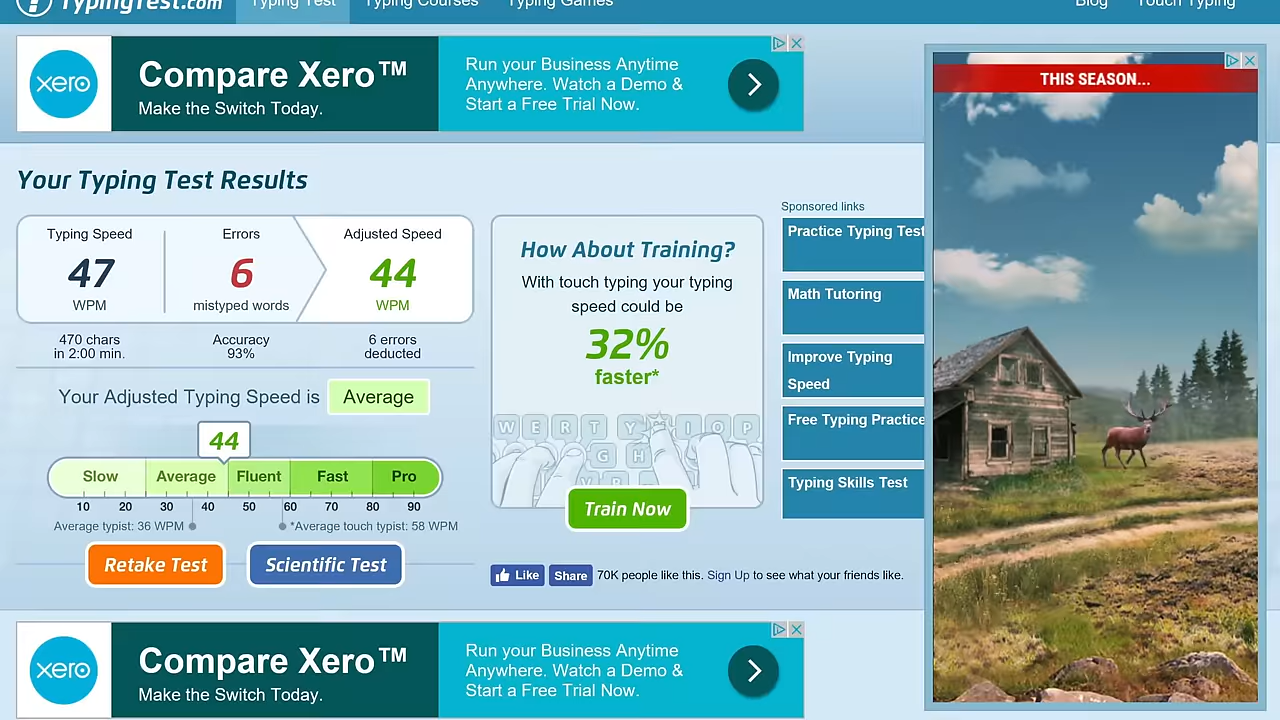 TypingTest.com
Typing Test
Typing Courses
Typing Games
Blog
Touch Typing
xero
Compare Xero™
Make the Switch Today.
Run your Business Anytime
Anywhere. Watch a Demo &
Start a Free Trial Now.
THIS SEASON...
Your Typing Test Results
Typing Speed
47
WPM
470 chars
in 2:00 min.
Errors
6
mistyped words
Accuracy
93%
Adjusted Speed
44
WPM
6 errors
deducted
Your Adjusted Typing Speed is Average
44
Slow Average Fluent Fast Pro
10 20 30 40 50 60 70 80 90
Average typist: 36 WPM
*Average touch typist: 58 WPM
Retake Test
Scientific Test
How About Training?
With touch typing your typing
speed could be
32%
faster*
W E R T Y I O P
G H
Train Now
Like
Share
70K people like this. Sign Up to see what your friends like.
Sponsored links
Practice Typing Test
Math Tutoring
Improve Typing
Speed
Free Typing Practice
Typing Skills Test
xero
Compare Xero™
Make the Switch Today.
Run your Business Anytime
Anywhere. Watch a Demo &
Start a Free Trial Now.